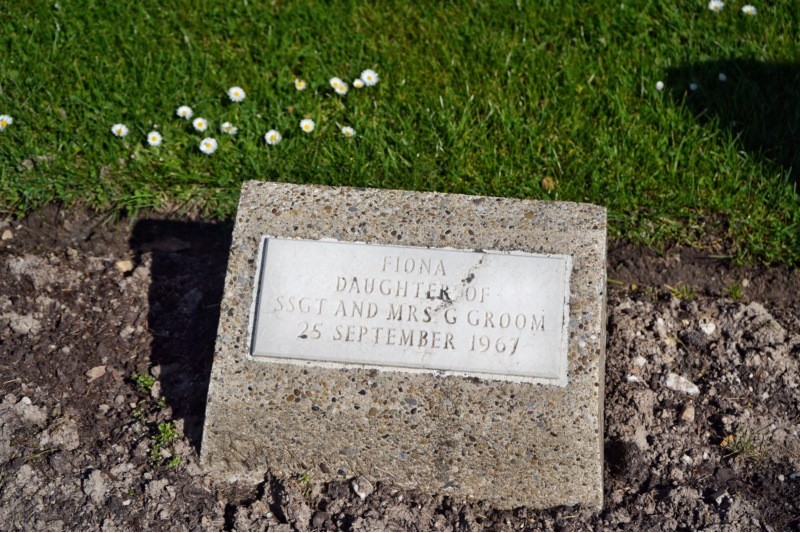 FIONA
DAUGHTER OF
SSGT AND MRS G GROOM
25 SEPTEMBER 1967